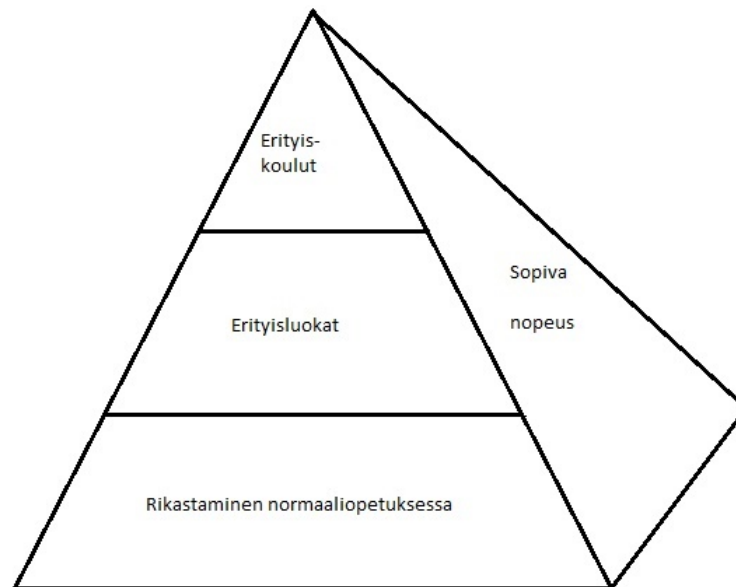 Erityis-
koulut
Sopiva
nopeus
Erityisluokat
Rikastaminen normaaliopetuksessa